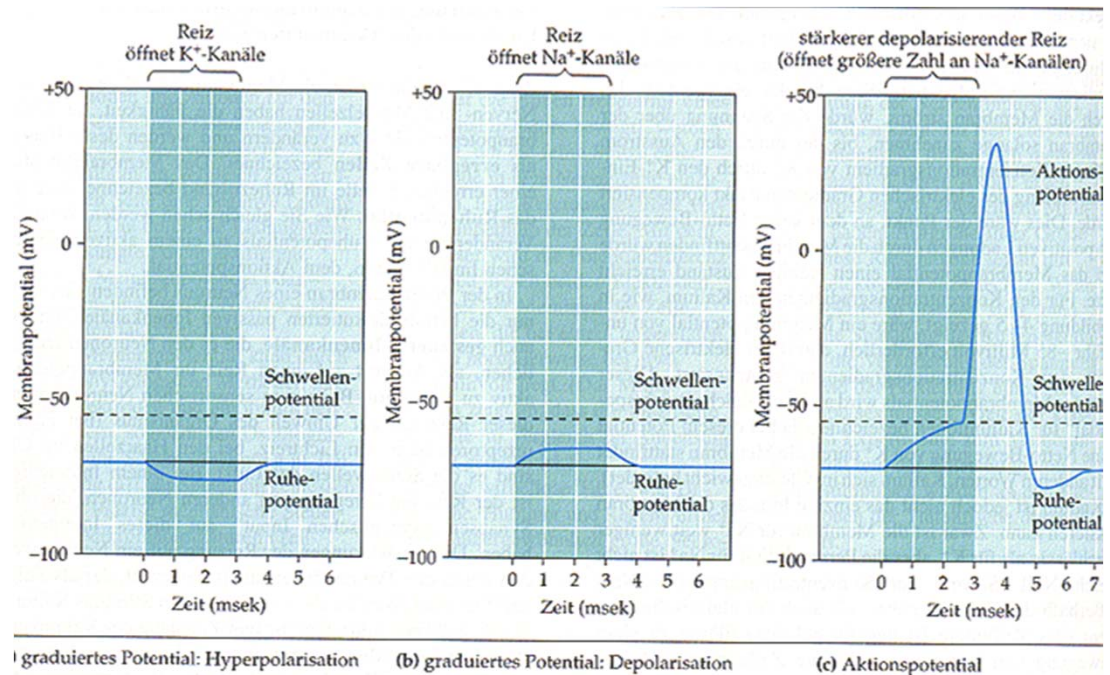 Reiz
öffnet K⁺-Kanäle
+50
0
−50
−100
Membranpotential (mV)
Schwellen-
potential
Ruhe-
potential
0 1 2 3 4 5 6 7
Zeit (msek)
) graduiertes Potential: Hyperpolarisation
Reiz
öffnet Na⁺-Kanäle
+50
0
−50
−100
Membranpotential (mV)
Schwellen-
potential
Ruhe-
potential
0 1 2 3 4 5 6 7
Zeit (msek)
(b) graduiertes Potential: Depolarisation
stärkerer depolarisierender Reiz
(öffnet größere Zahl an Na⁺-Kanälen)
+50
0
−50
−100
Membranpotential (mV)
Aktions-
potential
Schwellen
potential
Ruhe-
potential
0 1 2 3 4 5 6 7
Zeit (msek)
(c) Aktionspotential